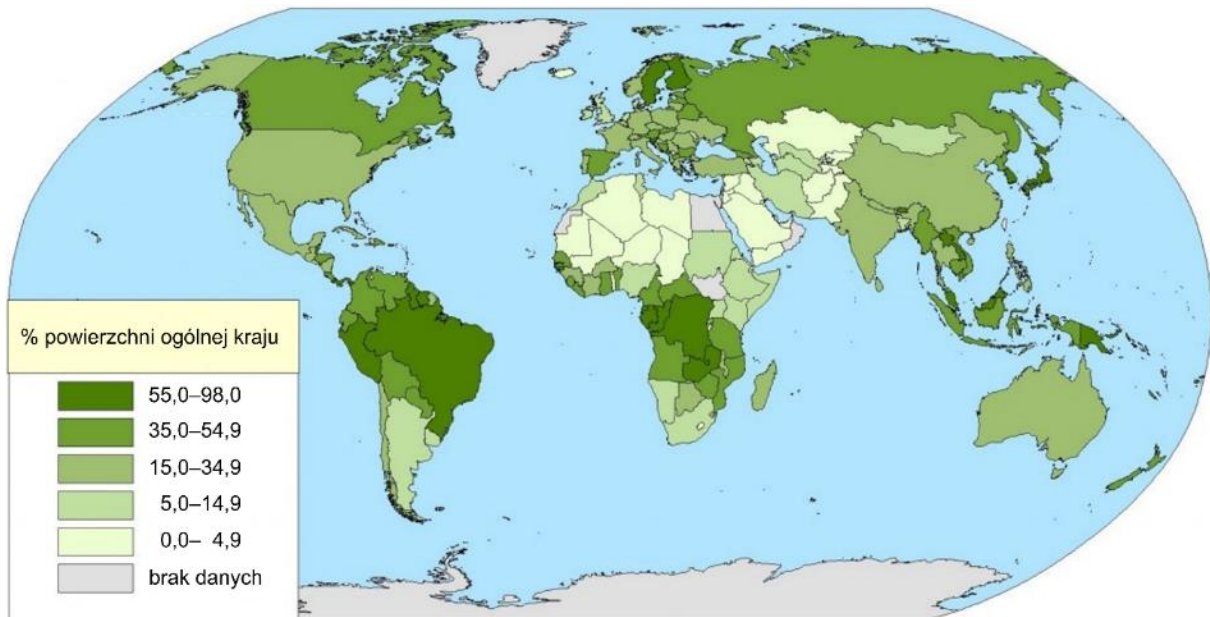 % powierzchni ogólnej kraju
55,0–98,0
35,0–54,9
15,0–34,9
5,0–14,9
0,0– 4,9
brak danych